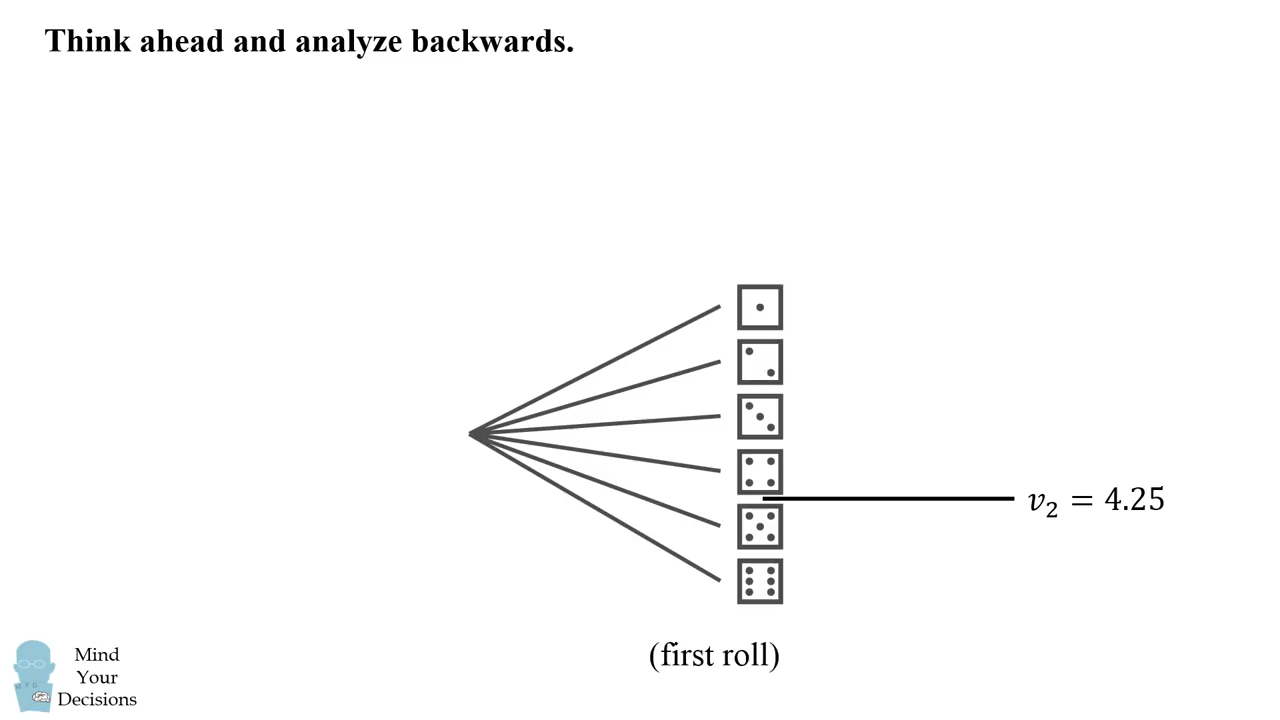 Think ahead and analyze backwards.
v₂ = 4.25
(first roll)
Mind
Your
Decisions